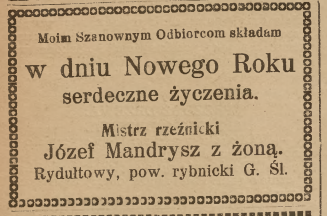 Moim Szanownym Odbiorcom składam
w dniu Nowego Roku
serdeczne życzenia.
Mistrz rzeźnicki
Józef Mandrysz z żoną.
Rydułtowy, pow. rybnicki G. Śl.